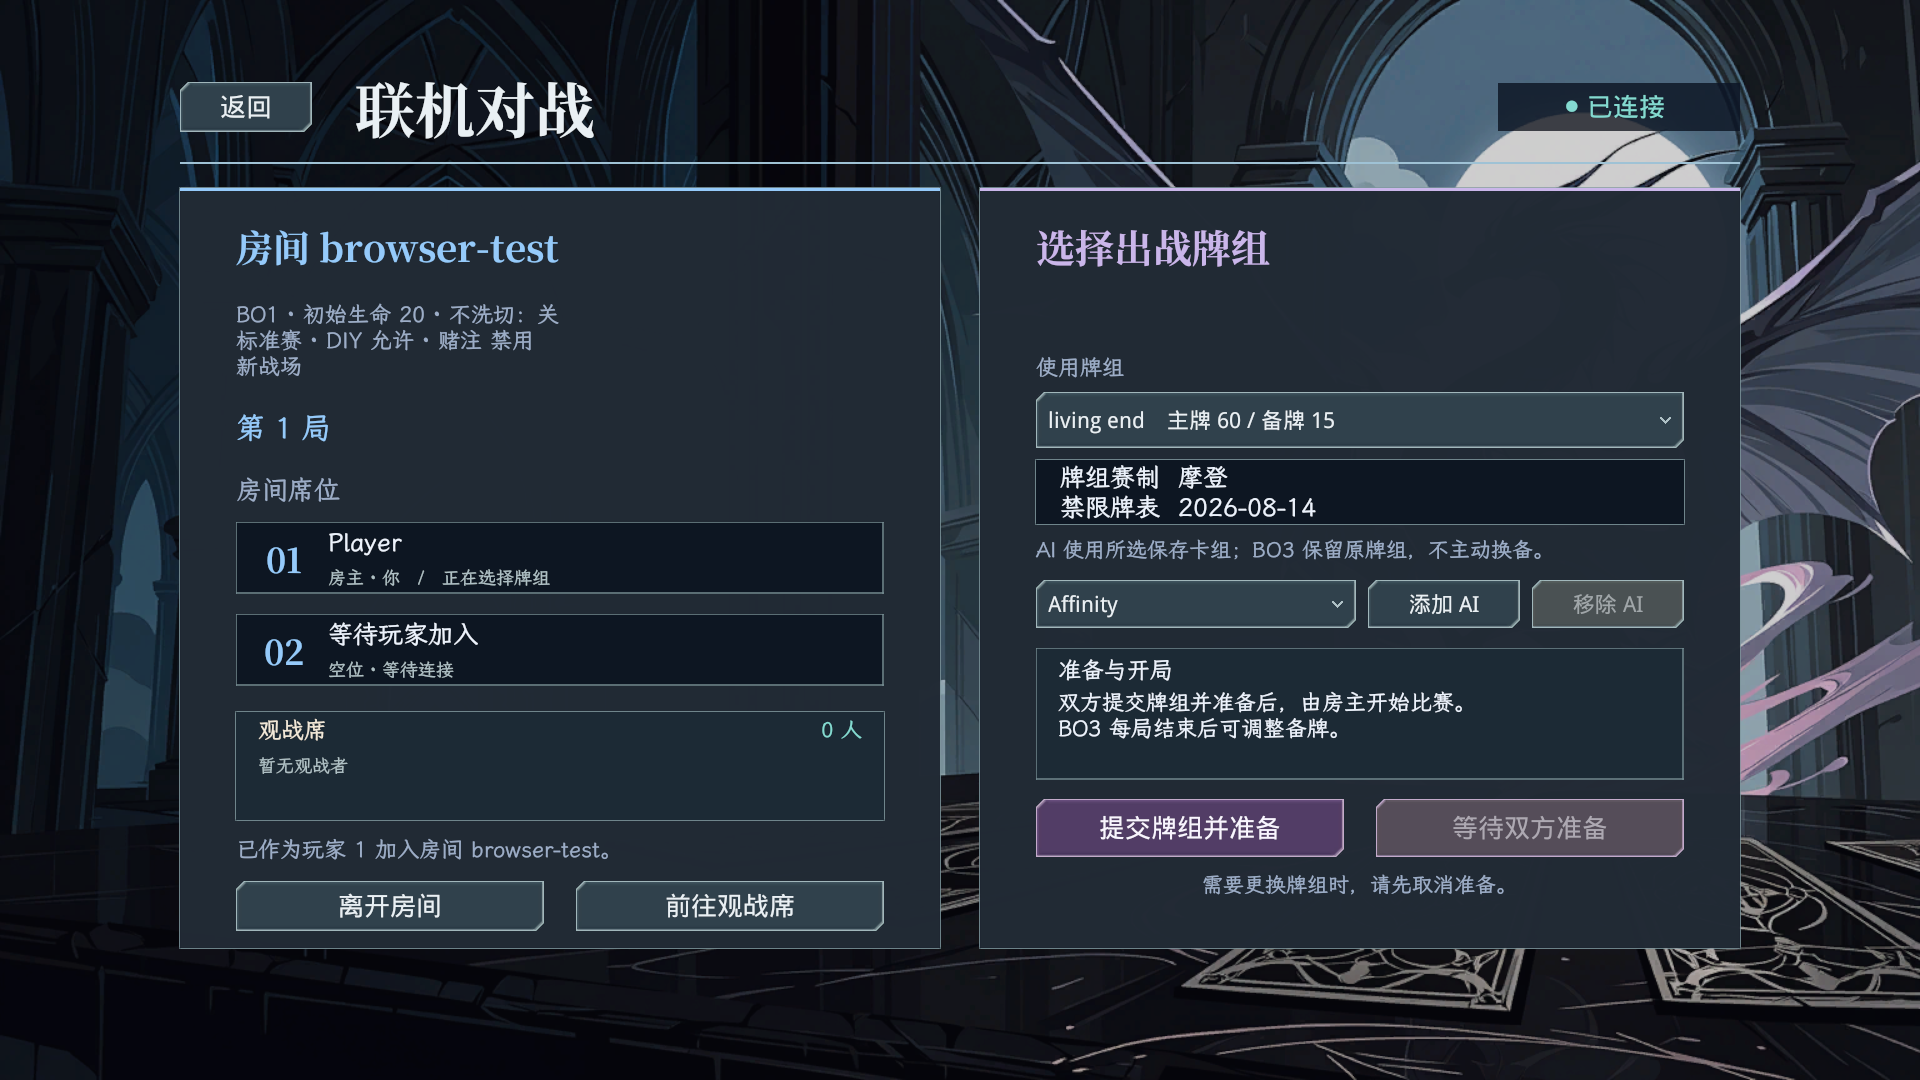 返回
联机对战
已连接
房间 browser-test
BO1・初始生命 20・不洗切：关
标准赛・DIY 允许・赌注 禁用
新战场
第 1 局
房间席位
01
Player
房主・你 / 正在选择牌组
02
等待玩家加入
空位・等待连接
观战席
0 人
暂无观战者
已作为玩家 1 加入房间 browser-test。
离开房间
前往观战席
选择出战牌组
使用牌组
living end 主牌 60 / 备牌 15
牌组赛制 摩登
禁限牌表 2026-08-14
AI 使用所选保存卡组；BO3 保留原牌组，不主动换备。
Affinity
添加 AI
移除 AI
准备与开局
双方提交牌组并准备后，由房主开始比赛。
BO3 每局结束后可调整备牌。
提交牌组并准备
等待双方准备
需要更换牌组时，请先取消准备。